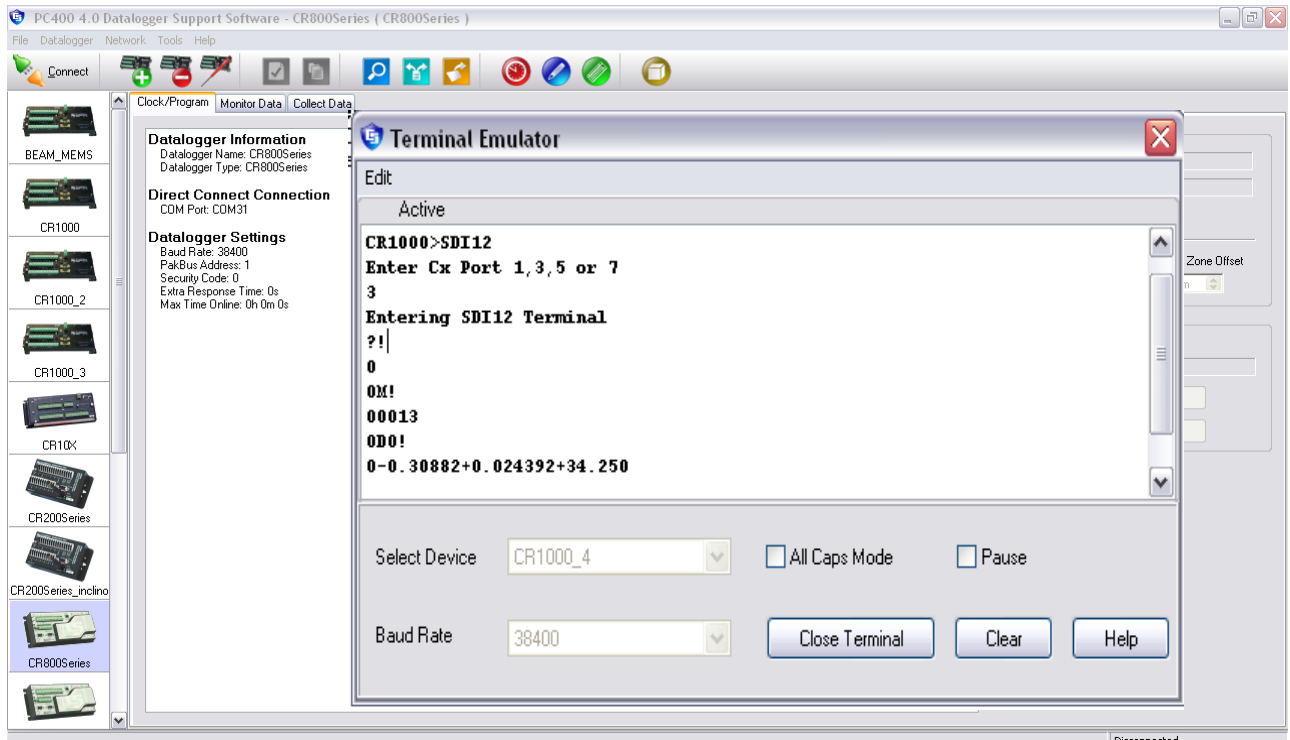 PC400 4.0 Datalogger Support Software - CR800Series ( CR800Series )
File Datalogger Network Tools Help
Connect
Clock/Program Monitor Data Collect Data
BEAM_MEMS
CR1000
CR1000_2
CR1000_3
CR10X
CR200Series
CR200Series_inclino
CR800Series
Datalogger Information
Datalogger Name: CR800Series
Datalogger Type: CR800Series
Direct Connect Connection
COM Port: COM31
Datalogger Settings
Baud Rate: 38400
PakBus Address: 1
Security Code: 0
Extra Response Time: 0s
Max Time Online: 0h 0m 0s
Terminal Emulator
Edit
Active
CR1000>SDI12
Enter Cx Port 1,3,5 or 7
3
Entering SDI12 Terminal
?!
0
0M!
00013
0D0!
0-0.30882+0.024392+34.250
Select Device CR1000_4 All Caps Mode Pause
Baud Rate 38400 Close Terminal Clear Help
Zone Offset